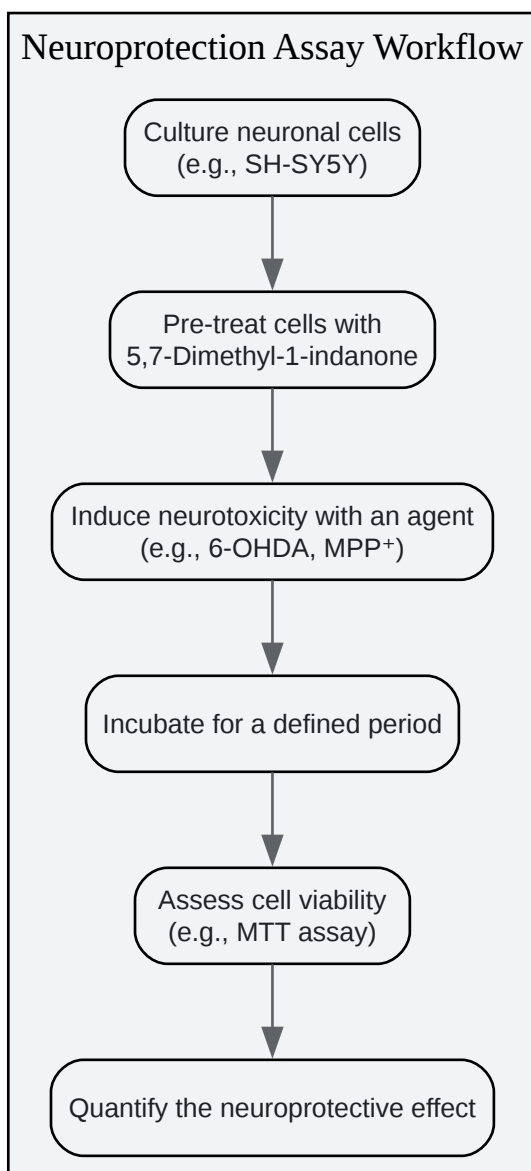 Neuroprotection Assay Workflow
Culture neuronal cells
(e.g., SH-SY5Y)
Pre-treat cells with
5,7-Dimethyl-1-indanone
Induce neurotoxicity with an agent
(e.g., 6-OHDA, MPP⁺)
Incubate for a defined period
Assess cell viability
(e.g., MTT assay)
Quantify the neuroprotective effect